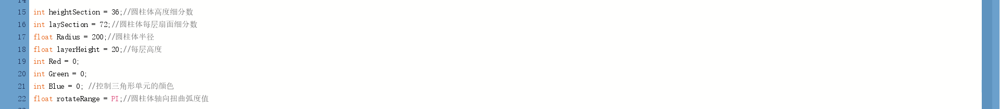 15 int heightSection = 36;//圆柱体高度细分数
16 int laySection = 72;//圆柱体每层扇面细分数
17 float Radius = 200;//圆柱体半径
18 float layerHeight = 20;//每层高度
19 int Red = 0;
20 int Green = 0;
21 int Blue = 0; //控制三角形单元的颜色
22 float rotateRange = PI;//圆柱体轴向扭曲弧度值